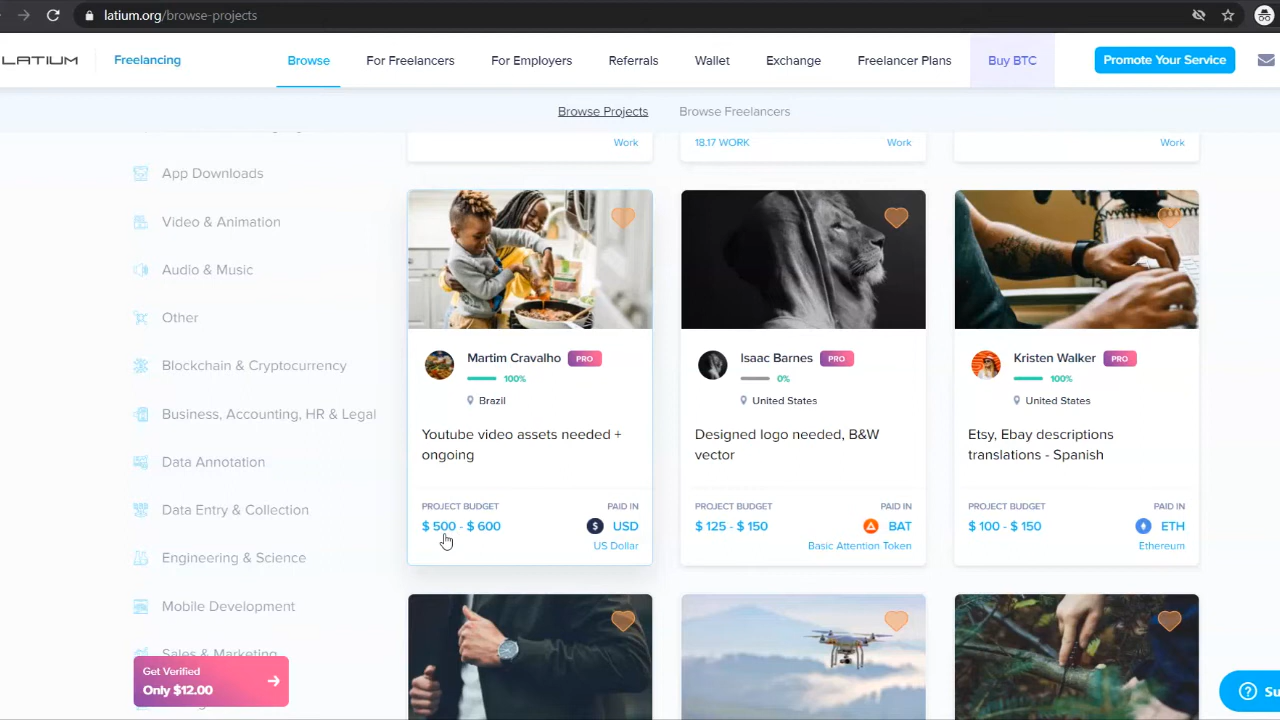 latium.org/browse-projects
LATIUM
Freelancing
Browse
For Freelancers
For Employers
Referrals
Wallet
Exchange
Freelancer Plans
Buy BTC
Promote Your Service
Browse Projects
Browse Freelancers
App Downloads
Video & Animation
Audio & Music
Other
Blockchain & Cryptocurrency
Business, Accounting, HR & Legal
Data Annotation
Data Entry & Collection
Engineering & Science
Mobile Development
Sales & Marketing
Get Verified
Only $12.00
Work
18.17 WORK
Work
Work
Martim Cravalho PRO
100%
Brazil
Youtube video assets needed +
ongoing
PROJECT BUDGET
PAID IN
$ 500 - $ 600
$ USD
US Dollar
Isaac Barnes PRO
0%
United States
Designed logo needed, B&W
vector
PROJECT BUDGET
PAID IN
$ 125 - $ 150
BAT
Basic Attention Token
Kristen Walker PRO
100%
United States
Etsy, Ebay descriptions
translations - Spanish
PROJECT BUDGET
PAID IN
$ 100 - $ 150
ETH
Ethereum
? Su